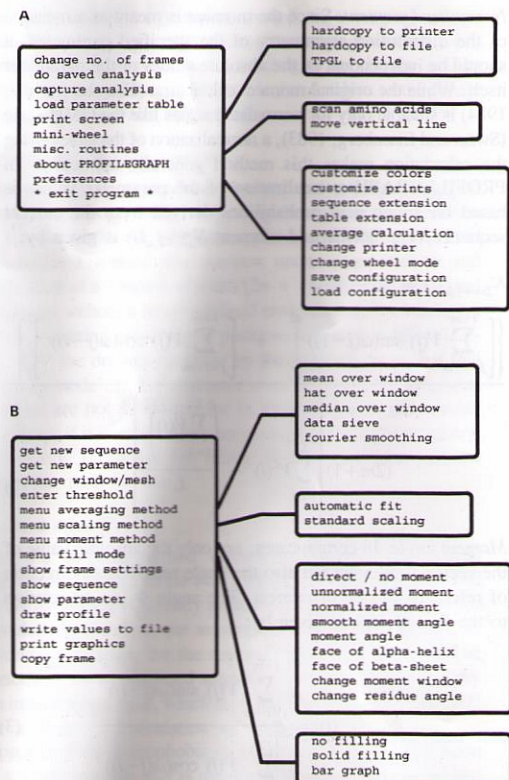 A
change no. of frames
do saved analysis
capture analysis
load parameter table
print screen
mini-wheel
misc. routines
about PROFILEGRAPH
preferences
* exit program *
hardcopy to printer
hardcopy to file
TPGL to file
scan amino acids
move vertical line
customize colors
customize prints
sequence extension
table extension
average calculation
change printer
change wheel mode
save configuration
load configuration
B
get new sequence
get new parameter
change window/mesh
enter threshold
menu averaging method
menu scaling method
menu moment method
menu fill mode
show frame settings
show sequence
show parameter
draw profile
write values to file
print graphics
copy frame
mean over window
hat over window
median over window
data sieve
fourier smoothing
automatic fit
standard scaling
direct / no moment
unnormalized moment
normalized moment
smooth moment angle
moment angle
face of alpha-helix
face of beta-sheet
change moment window
change residue angle
no filling
solid filling
bar graph